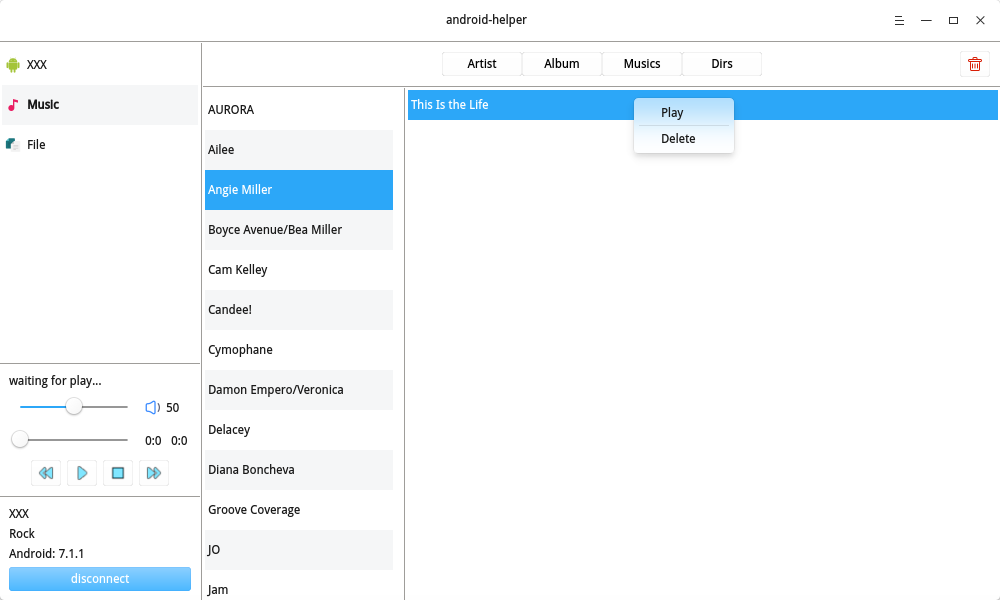 android-helper
XXX
Music
File
Artist
Album
Musics
Dirs
AURORA
Ailee
Angie Miller
Boyce Avenue/Bea Miller
Cam Kelley
Candee!
Cymophane
Damon Empero/Veronica
Delacey
Diana Boncheva
Groove Coverage
JO
Jam
This Is the Life
Play
Delete
waiting for play...
50
0:0 0:0
XXX
Rock
Android: 7.1.1
disconnect